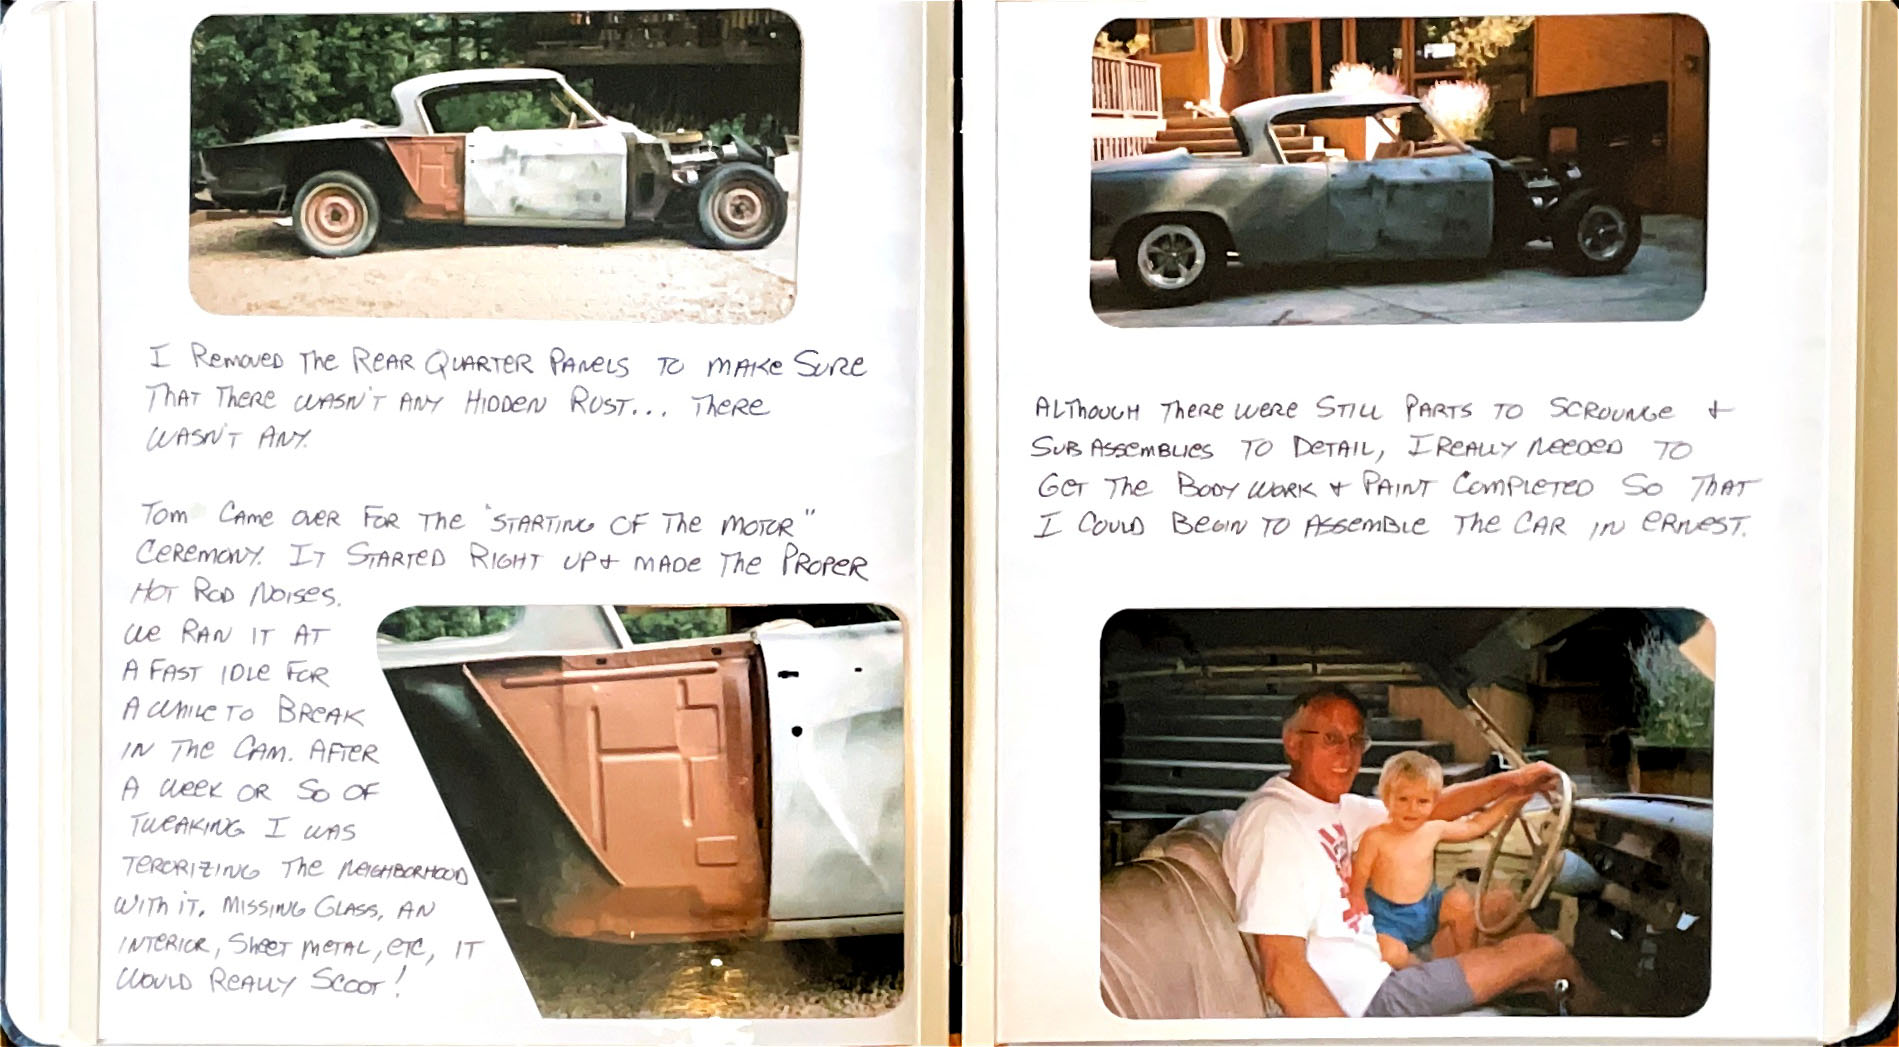 I REMOVED THE REAR QUARTER PANELS TO MAKE SURE
THAT THERE WASN'T ANY HIDDEN RUST... THERE
WASN'T ANY.
TOM CAME OVER FOR THE "STARTING OF THE MOTOR"
CEREMONY. IT STARTED RIGHT UP + MADE THE PROPER
HOT ROD NOISES.
WE RAN IT AT
A FAST IDLE FOR
A WHILE TO BREAK
IN THE CAM. AFTER
A WEEK OR SO OF
TWEAKING I WAS
TERORIZING THE NEIGHBORHOOD
WITH IT. MISSING GLASS, AN
INTERIOR, SHEET METAL, ETC, IT
WOULD REALLY SCOOT!
ALTHOUGH THERE WERE STILL PARTS TO SCROUNGE +
SUB ASSEMBLIES TO DETAIL, I REALLY NEEDED TO
GET THE BODY WORK + PAINT COMPLETED SO THAT
I COULD BEGIN TO ASSEMBLE THE CAR IN ERNEST.